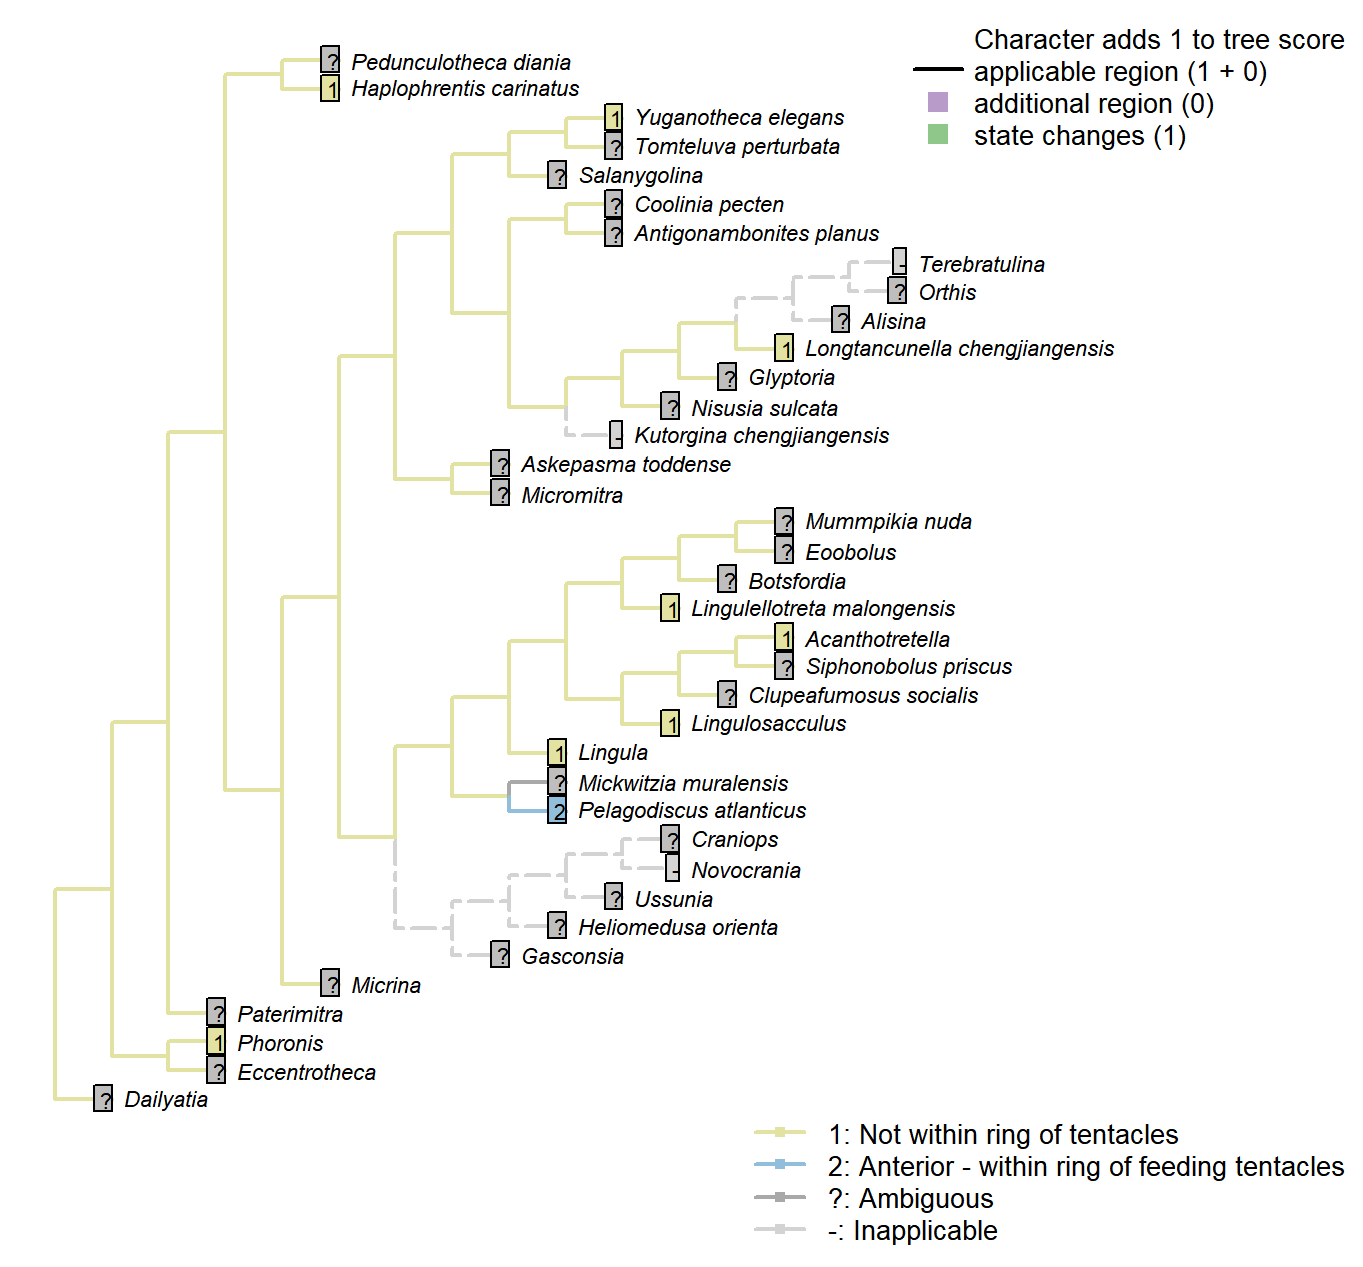 Character adds 1 to tree score
applicable region (1 + 0)
additional region (0)
state changes (1)
? Pedunculotheca diania
1 Haplophrentis carinatus
1 Yuganotheca elegans
? Tomteluva perturbata
? Salanygolina
? Coolinia pecten
? Antigonambonites planus
- Terebratulina
? Orthis
? Alisina
1 Longtancunella chengjiangensis
? Glyptoria
? Nisusia sulcata
- Kutorgina chengjiangensis
? Askepasma toddense
? Micromitra
? Mummpikia nuda
? Eoobolus
? Botsfordia
1 Lingulellotreta malongensis
1 Acanthotretella
? Siphonobolus priscus
? Clupeafumosus socialis
1 Lingulosacculus
1 Lingula
? Mickwitzia muralensis
2 Pelagodiscus atlanticus
? Craniops
- Novocrania
? Ussunia
? Heliomedusa orienta
? Gasconsia
? Micrina
? Paterimitra
1 Phoronis
? Eccentrotheca
? Dailyatia
1: Not within ring of tentacles
2: Anterior - within ring of feeding tentacles
?: Ambiguous
-: Inapplicable